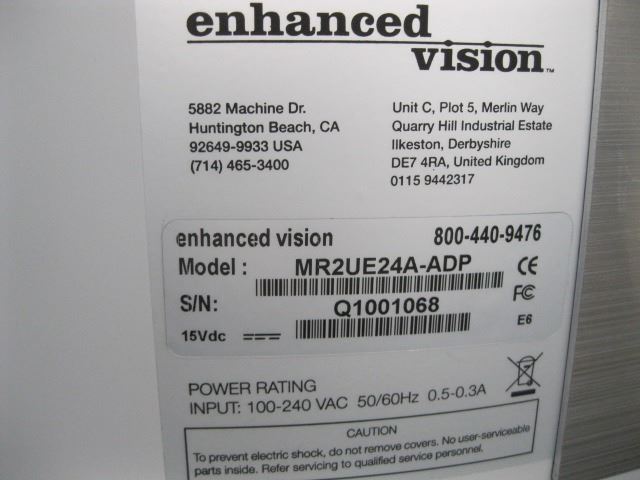 enhanced
vision™
5882 Machine Dr.
Huntington Beach, CA
92649-9933 USA
(714) 465-3400
Unit C, Plot 5, Merlin Way
Quarry Hill Industrial Estate
Ilkeston, Derbyshire
DE7 4RA, United Kingdom
0115 9442317
enhanced vision 800-440-9476
Model : MR2UE24A-ADP CE
S/N: Q1001068 FC
15Vdc E6
POWER RATING
INPUT: 100-240 VAC 50/60Hz 0.5-0.3A
CAUTION
To prevent electric shock, do not remove covers. No user-serviceable
parts inside. Refer servicing to qualified service personnel.